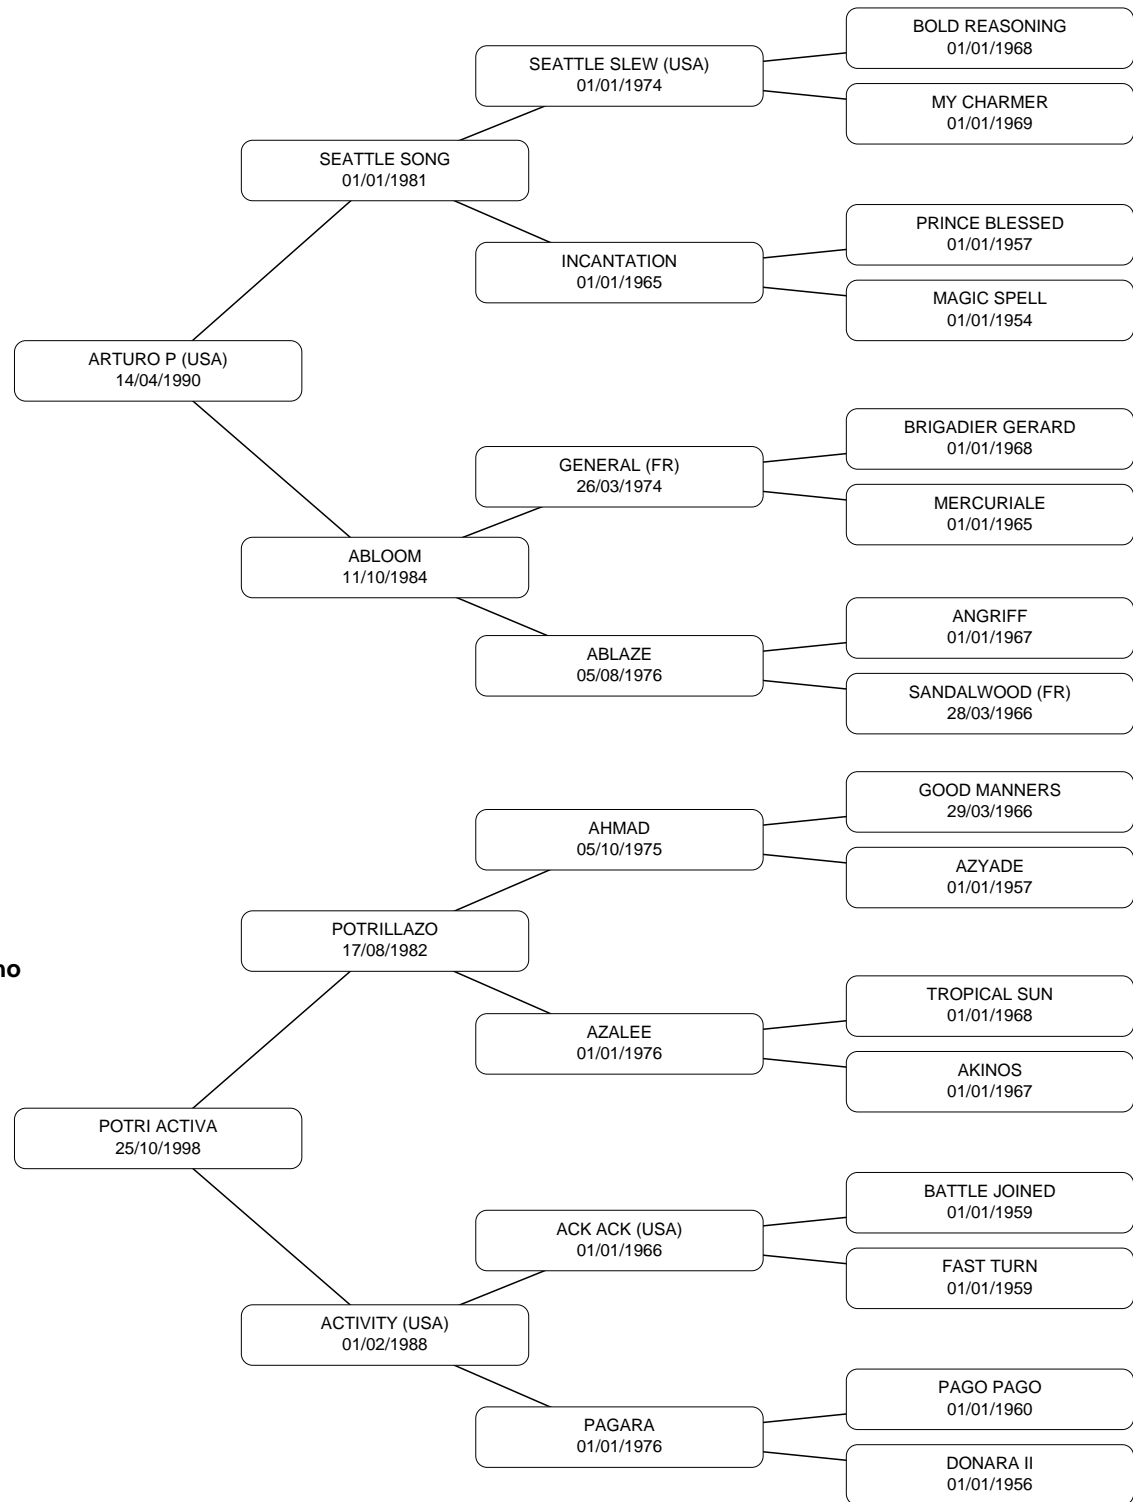 BOLD REASONING
01/01/1968
SEATTLE SLEW (USA)
01/01/1974
MY CHARMER
01/01/1969
SEATTLE SONG
01/01/1981
PRINCE BLESSED
01/01/1957
INCANTATION
01/01/1965
MAGIC SPELL
01/01/1954
ARTURO P (USA)
14/04/1990
BRIGADIER GERARD
01/01/1968
GENERAL (FR)
26/03/1974
MERCURIALE
01/01/1965
ABLOOM
11/10/1984
ANGRIFF
01/01/1967
ABLAZE
05/08/1976
SANDALWOOD (FR)
28/03/1966
GOOD MANNERS
29/03/1966
AHMAD
05/10/1975
AZYADE
01/01/1957
POTRILLAZO
17/08/1982
no
TROPICAL SUN
01/01/1968
AZALEE
01/01/1976
AKINOS
01/01/1967
POTRI ACTIVA
25/10/1998
BATTLE JOINED
01/01/1959
ACK ACK (USA)
01/01/1966
FAST TURN
01/01/1959
ACTIVITY (USA)
01/02/1988
PAGO PAGO
01/01/1960
PAGARA
01/01/1976
DONARA II
01/01/1956